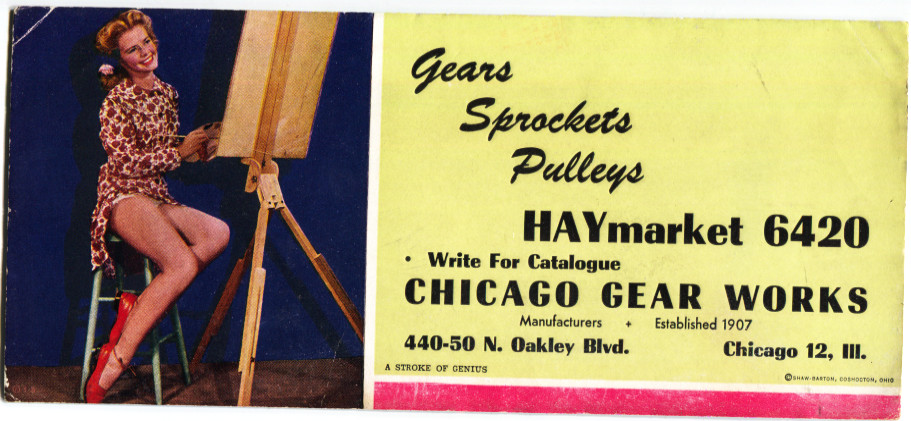 Gears
Sprockets
Pulleys
HAYmarket 6420
• Write For Catalogue
CHICAGO GEAR WORKS
Manufacturers + Established 1907
440-50 N. Oakley Blvd. Chicago 12, Ill.
A STROKE OF GENIUS
©SHAW-BARTON, COSHOCTON, OHIO